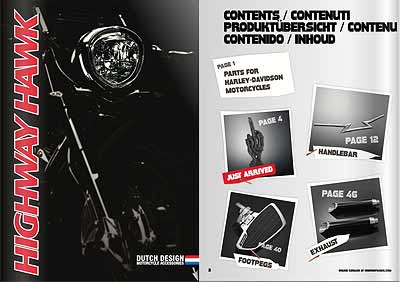 HIGHWAY HAWK
DUTCH DESIGN
MOTORCYCLE ACCESSORIES
CONTENTS / CONTENUTI
PRODUKTÜBERSICHT / CONTENU
CONTENIDO / INHOUD
PAGE 1
PARTS FOR
HARLEY-DAVIDSON
MOTORCYCLES
PAGE 4
JUST ARRIVED
PAGE 12
HANDLEBAR
PAGE 40
FOOTPEGS
PAGE 46
EXHAUST